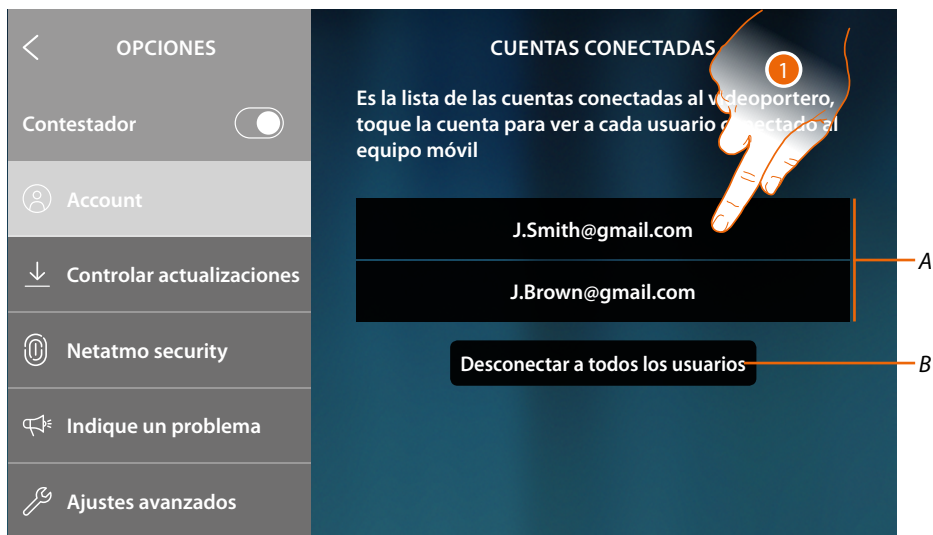 OPCIONES
Contestador
Account
Controlar actualizaciones
Netatmo security
Indique un problema
Ajustes avanzados
CUENTAS CONECTADAS
1
Es la lista de las cuentas conectadas al videoportero,
toque la cuenta para ver a cada usuario conectado al
equipo móvil
J.Smith@gmail.com
J.Brown@gmail.com
A
Desconectar a todos los usuarios
B